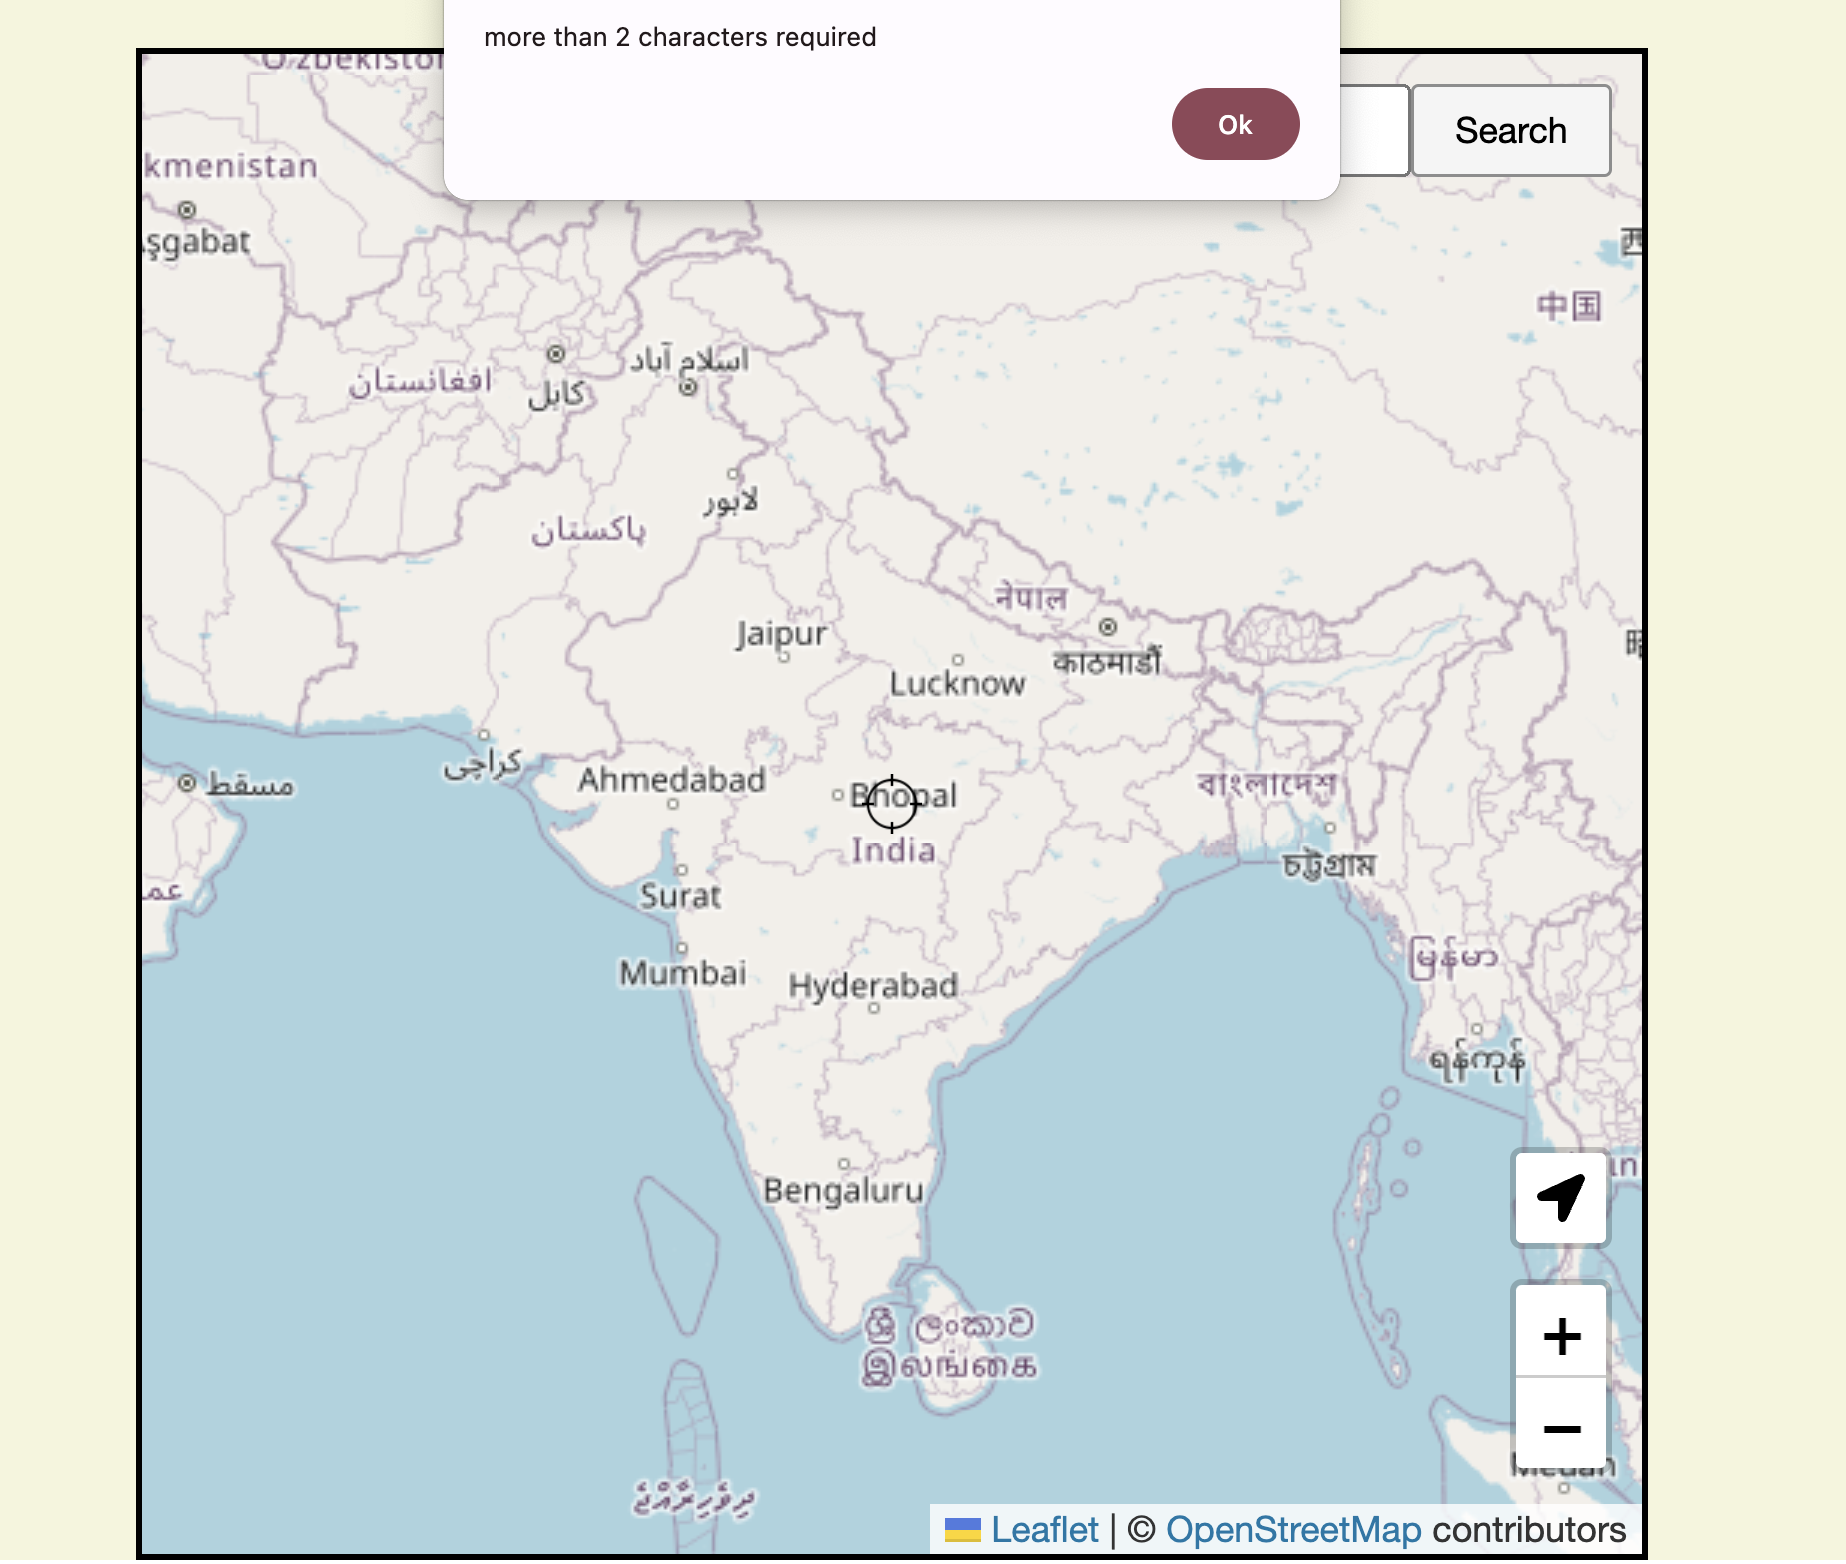 more than 2 characters required
Ok
Search
kmenistan
şgabat
中国
افغانستان
کابل
اسلام آباد
لاہور
پاکستان
नेपाल
काठमाडौं
Jaipur
Lucknow
کراچی
مسقط
Ahmedabad
Bhopal
India
বাংলাদেশ
চট্টগ্রাম
Surat
Mumbai
Hyderabad
မြန်မာ
ရန်ကုန်
Bengaluru
ශ්‍රී ලංකාව
இலங்கை
+
−
Medan
ދިވެހިރާއްޖެ
Leaflet | © OpenStreetMap contributors